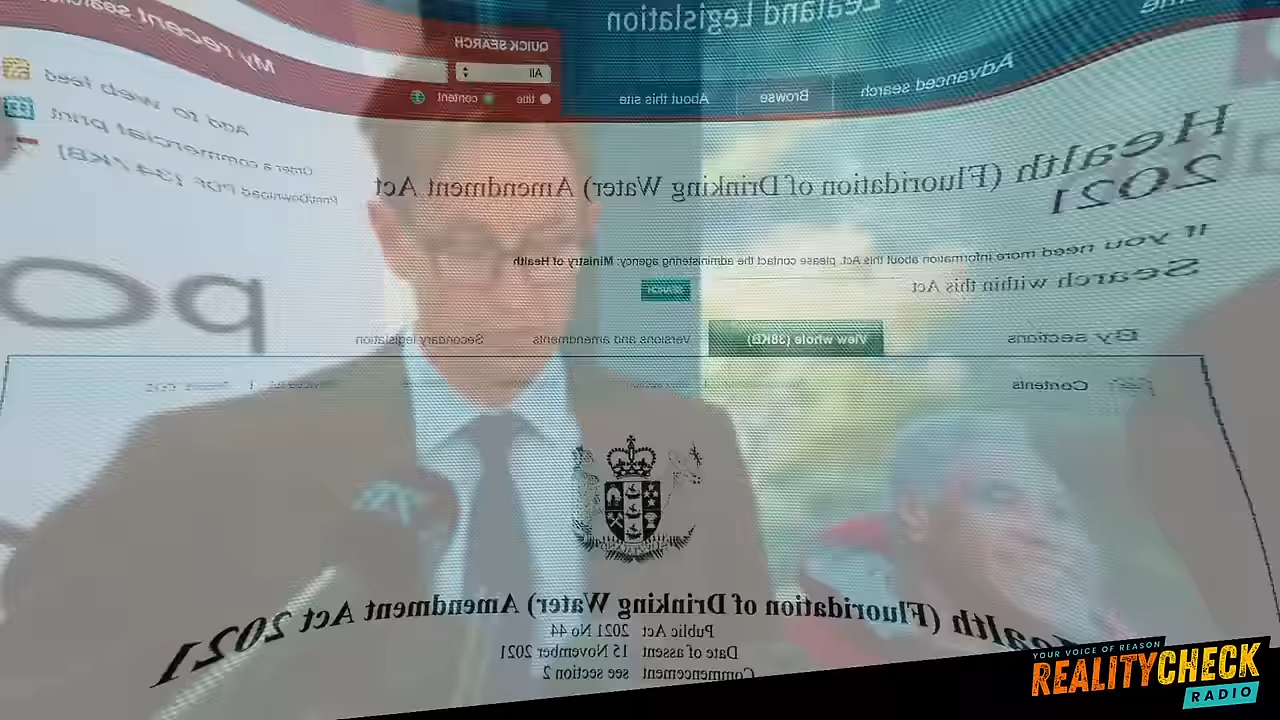 Zealand Legislation
My recent search
QUICK SEARCH
All
title content
Advanced search Browse About this site
Add to web feed
Order a commercial print
Print/Download PDF [347KB]
Health (Fluoridation of Drinking Water) Amendment Act
2021
If you need more information about this Act, please contact the administering agency: Ministry of Health
Search within this Act
SEARCH
By sections
View whole (38KB)
Versions and amendments
Secondary legislation
Contents
Health (Fluoridation of Drinking Water) Amendment Act 2021
Public Act 2021 No 44
Date of assent 15 November 2021
Commencement see section 2
YOUR VOICE OF REASON
REALITYCHECK
RADIO